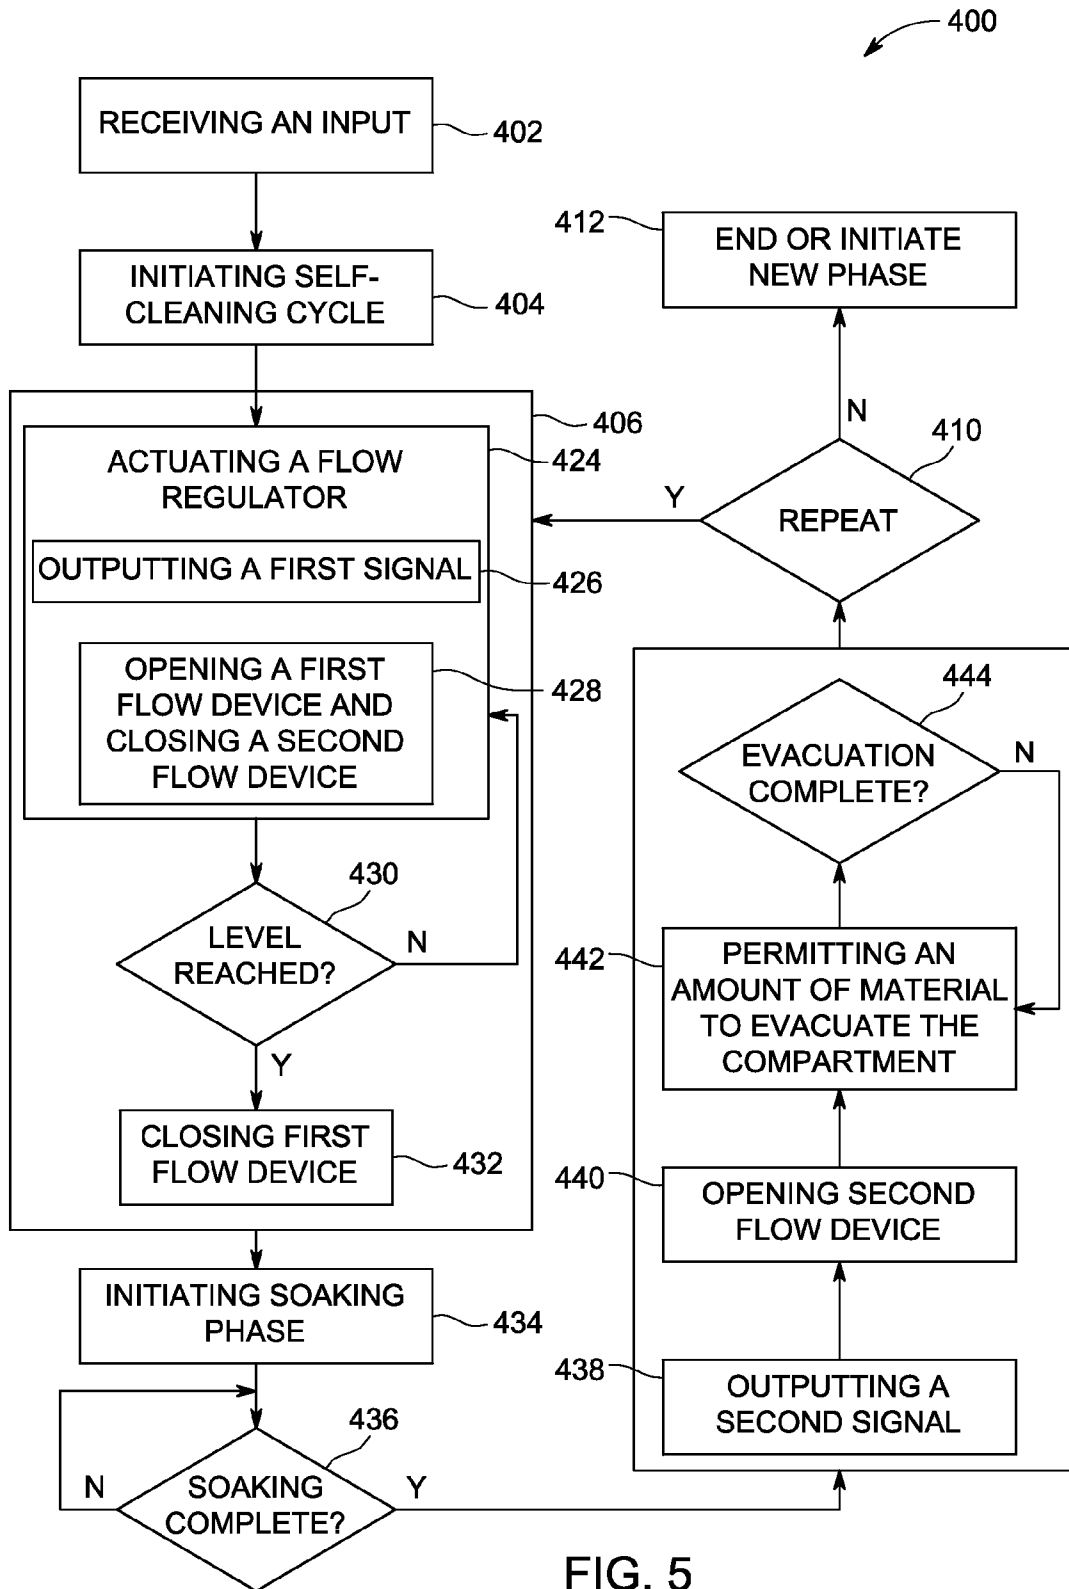 400
RECEIVING AN INPUT
402
INITIATING SELF-
CLEANING CYCLE
404
406
ACTUATING A FLOW
REGULATOR
424
OUTPUTTING A FIRST SIGNAL
426
OPENING A FIRST
FLOW DEVICE AND
CLOSING A SECOND
FLOW DEVICE
428
430
LEVEL
REACHED?
N
Y
CLOSING FIRST
FLOW DEVICE
432
INITIATING SOAKING
PHASE
434
436
SOAKING
COMPLETE?
N
Y
438
OUTPUTTING A
SECOND SIGNAL
440
OPENING SECOND
FLOW DEVICE
442
PERMITTING AN
AMOUNT OF MATERIAL
TO EVACUATE THE
COMPARTMENT
444
EVACUATION
COMPLETE?
N
410
REPEAT
Y
N
412
END OR INITIATE
NEW PHASE
FIG. 5